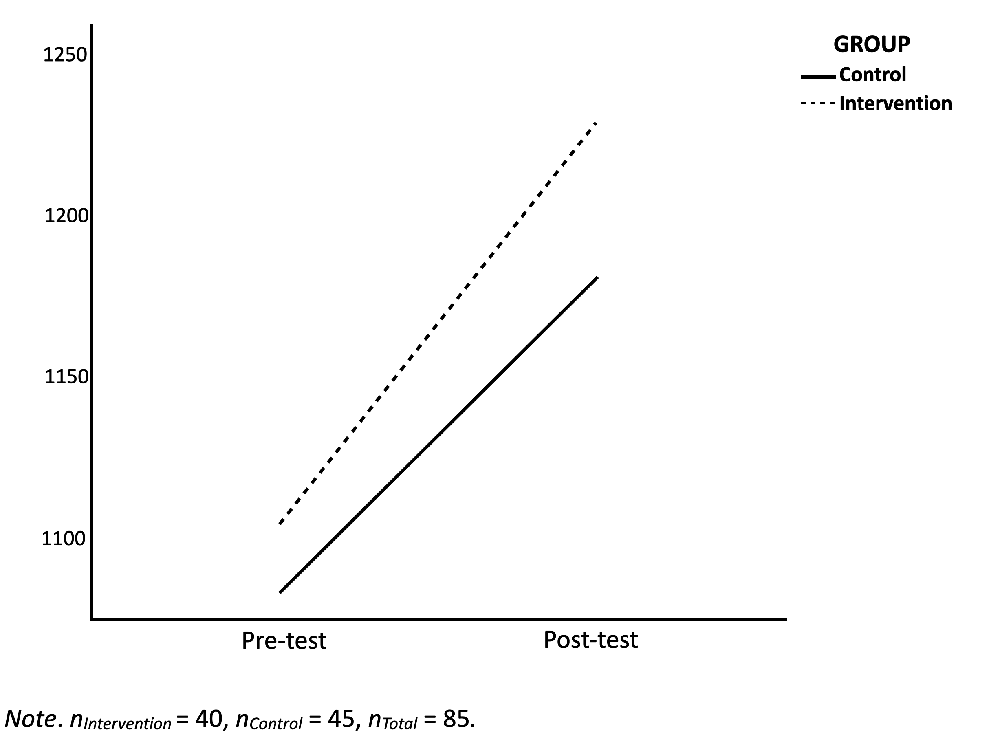 1250
1200
1150
1100
Pre-test
Post-test
GROUP
Control
Intervention
Note. nIntervention = 40, nControl = 45, nTotal = 85.